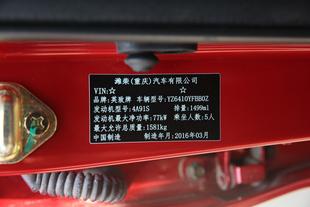 潍柴(重庆)汽车有限公司
VIN:☆ ☆
品牌:英致牌 车辆型号:YZ6410YFBB0Z
发动机型号:4A91S 排量:1499ml
发动机最大净功率:77kW 乘坐人数:5人
最大允许总质量:1581kg
中国制造 制造年月:2016年03月